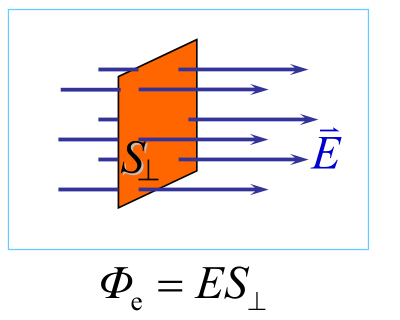 S⊥
E⃗
Φe = ES⊥